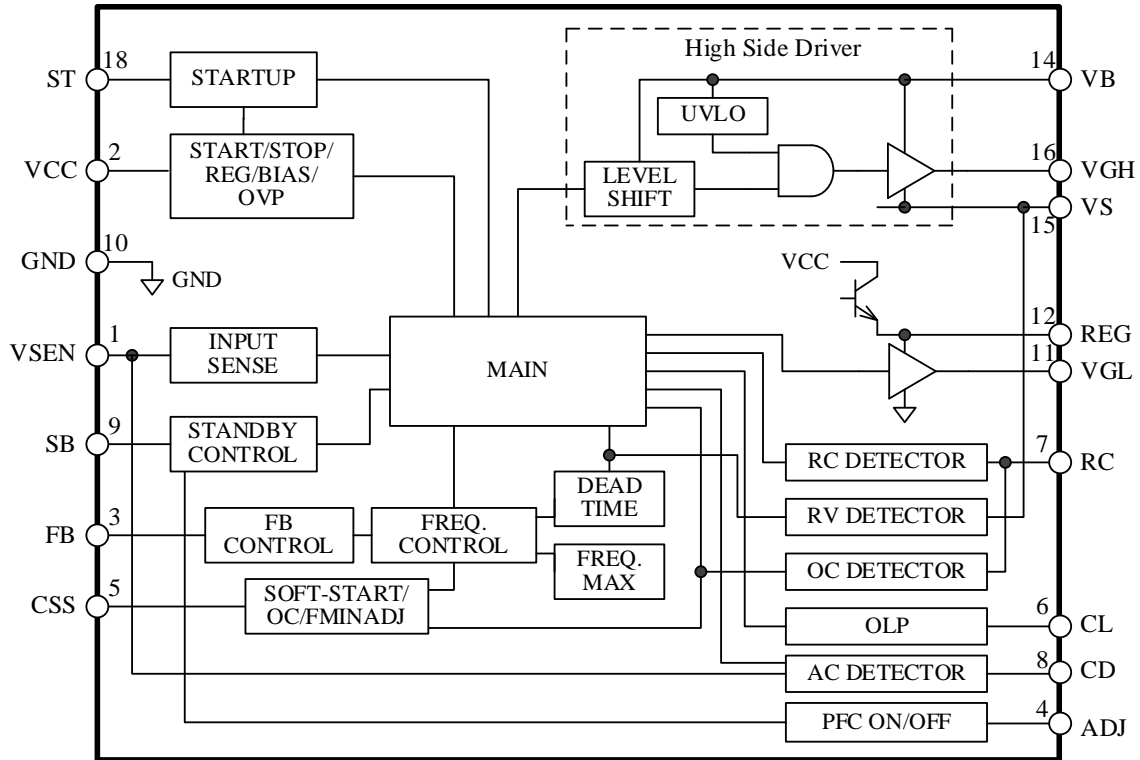 High Side Driver
18
ST
STARTUP
14
VB
UVLO
2
VCC
START/STOP/
REG/BIAS/
OVP
16
VGH
LEVEL
SHIFT
VS
15
10
GND
GND
VCC
12
REG
1
VSEN
INPUT
SENSE
MAIN
11
VGL
9
SB
STANDBY
CONTROL
RC DETECTOR
7
RC
DEAD
TIME
3
FB
FB
CONTROL
FREQ.
CONTROL
RV DETECTOR
FREQ.
MAX
OC DETECTOR
5
CSS
SOFT-START/
OC/FMINADJ
OLP
6
CL
AC DETECTOR
8
CD
PFC ON/OFF
4
ADJ